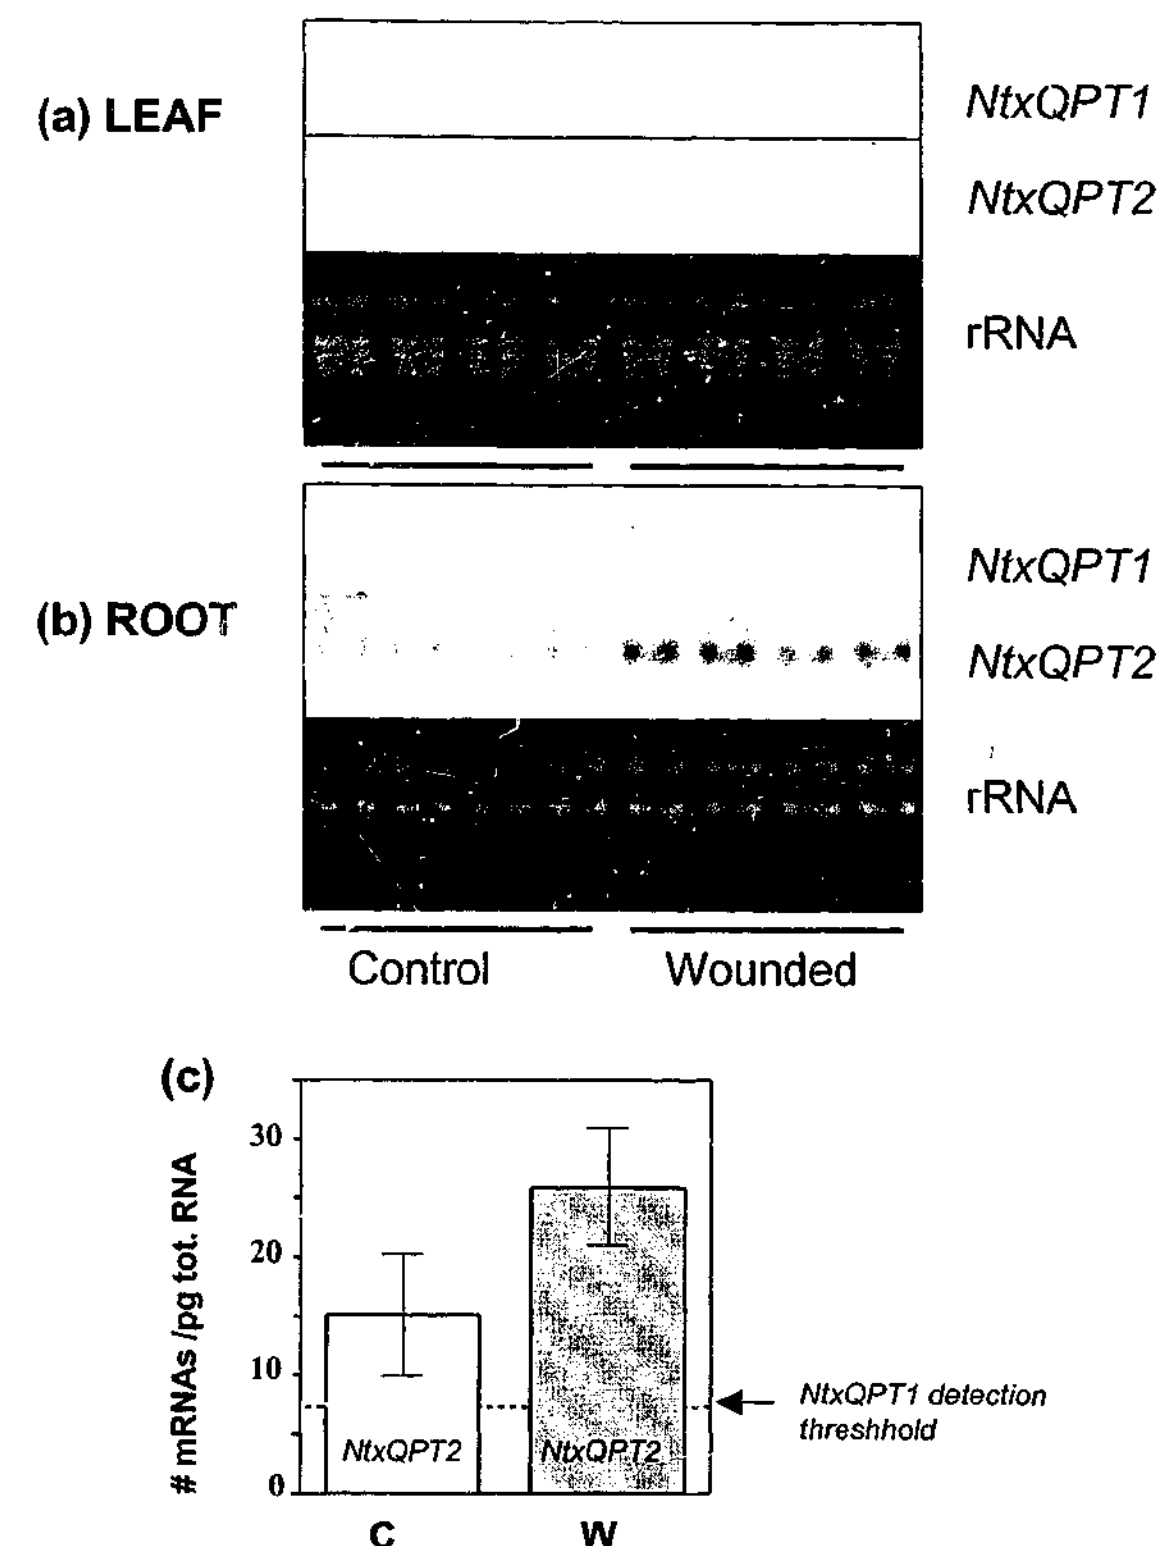 (a) LEAF
NtxQPT1
NtxQPT2
rRNA
(b) ROOT
NtxQPT1
NtxQPT2
rRNA
Control
Wounded
(c)
# mRNAs /pg tot. RNA
30
20
10
0
NtxQPT2
NtxQPT2
NtxQPT1 detection
threshhold
C
W